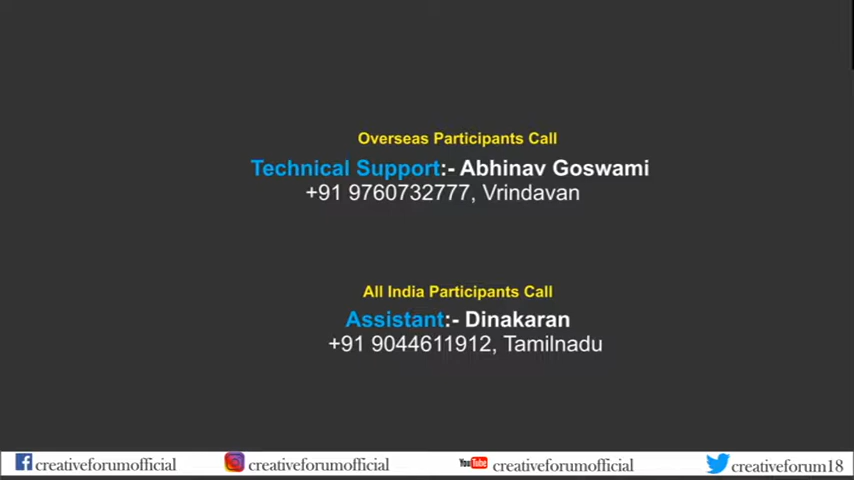 Overseas Participants Call
Technical Support:- Abhinav Goswami
+91 9760732777, Vrindavan
All India Participants Call
Assistant:- Dinakaran
+91 9044611912, Tamilnadu
creativeforumofficial creativeforumofficial YouTube creativeforumofficial creativeforum18